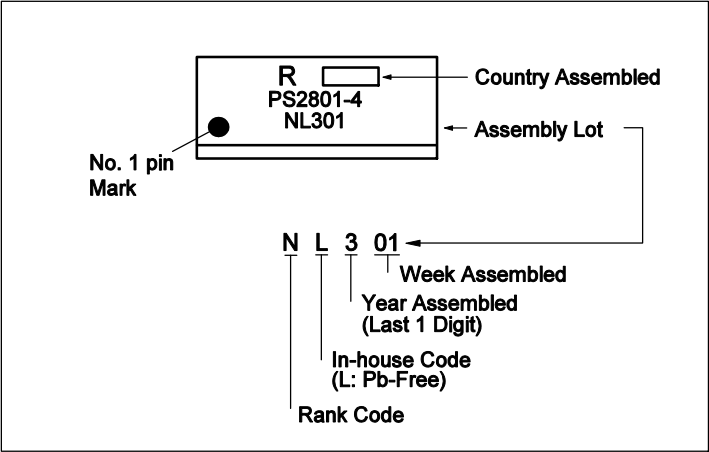 R
Country Assembled
PS2801-4
NL301
Assembly Lot
No. 1 pin
Mark
N L 3 01
Week Assembled
Year Assembled
(Last 1 Digit)
In-house Code
(L: Pb-Free)
Rank Code